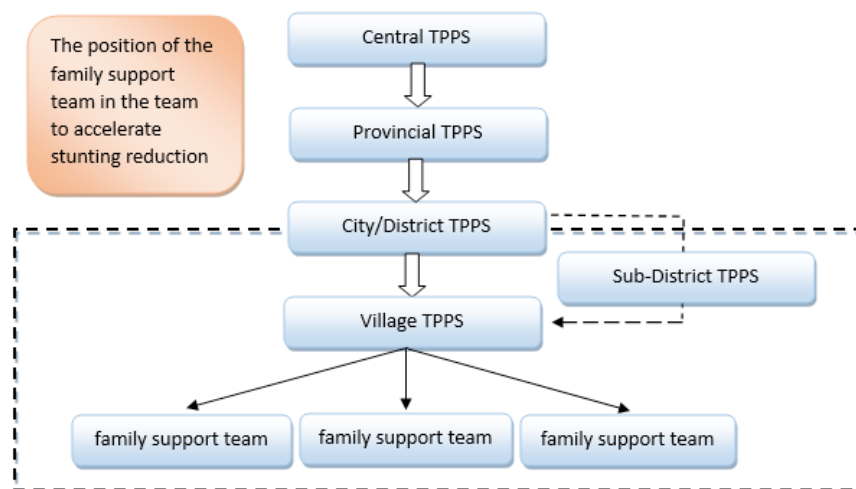 The position of the
family support
team in the team
to accelerate
stunting reduction
Central TPPS
Provincial TPPS
City/District TPPS
Sub-District TPPS
Village TPPS
family support team
family support team
family support team